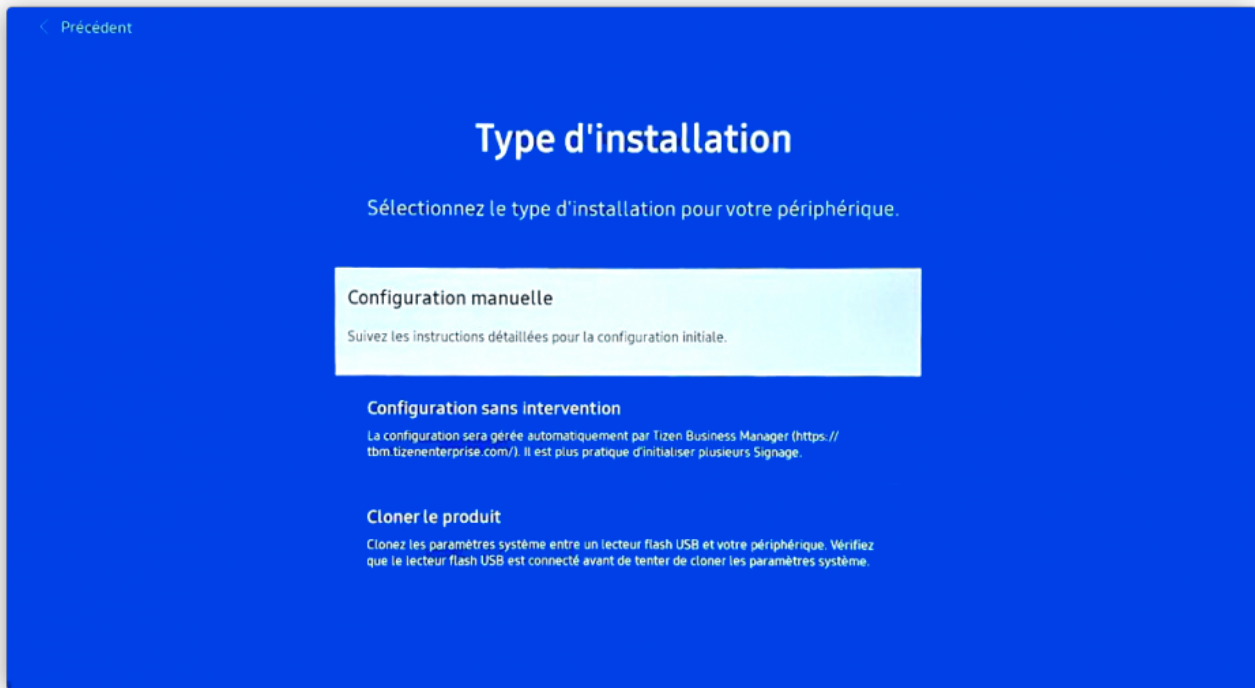 Précédent
Type d'installation
Sélectionnez le type d'installation pour votre périphérique.
Configuration manuelle
Suivez les instructions détaillées pour la configuration initiale.
Configuration sans intervention
La configuration sera gérée automatiquement par Tizen Business Manager (https://
tbm.tizenenterprise.com/). Il est plus pratique d'initialiser plusieurs Signage.
Cloner le produit
Clonez les paramètres système entre un lecteur flash USB et votre périphérique. Vérifiez
que le lecteur flash USB est connecté avant de tenter de cloner les paramètres système.